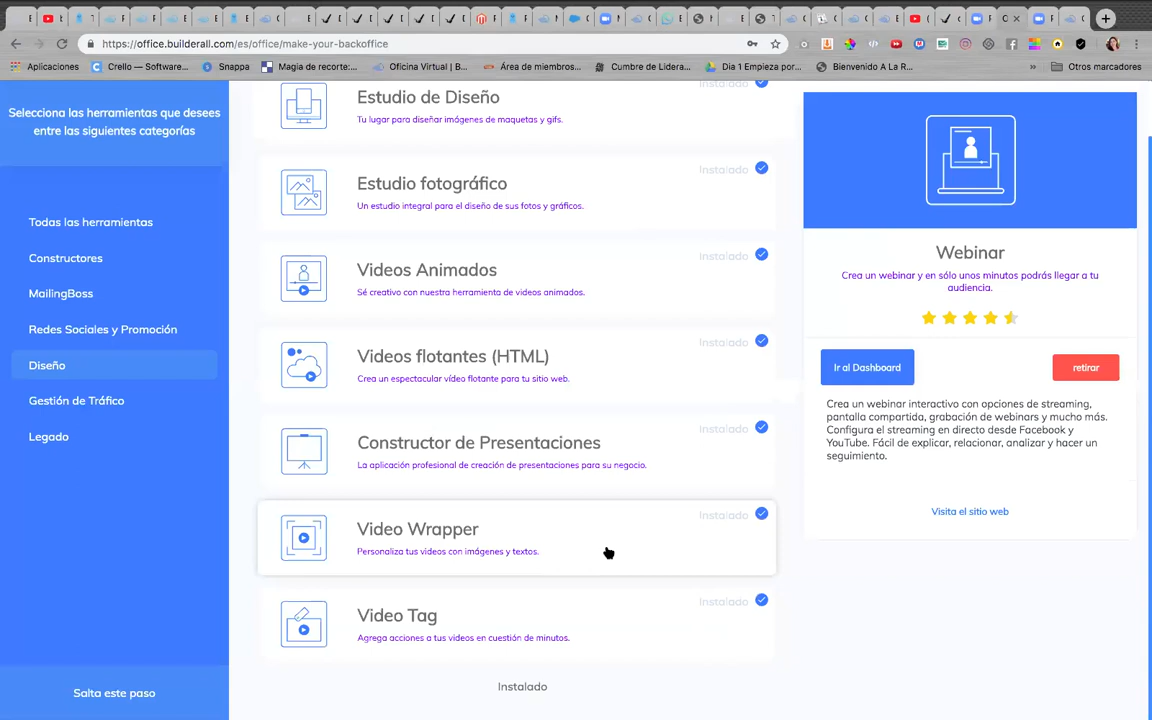 https://office.builderall.com/es/office/make-your-backoffice
Aplicaciones
Crello — Software...
Snappa
Magia de recorte:...
Oficina Virtual | B...
Área de miembro...
Cumbre de Lidera...
Dia 1 Empieza por...
Bienvenido A La R...
»
Otros marcadores
Selecciona las herramientas que desees
entre las siguientes categorías
Todas las herramientas
Constructores
MailingBoss
Redes Sociales y Promoción
Diseño
Gestión de Tráfico
Legado
Salta este paso
Estudio de Diseño
Tu lugar para diseñar imógenes de maquetas y gifs.
Instalado
Estudio fotográfico
Un estudio integral para el diseño de sus fotos y gráficos.
Instalado
Videos Animados
Sé creativo con nuestra herramienta de videos animados.
Instalado
Videos flotantes (HTML)
Crea un espectacular vídeo flotante para tu sitio web.
Instalado
Constructor de Presentaciones
La aplicación profesional de creación de presentaciones para su negocio.
Instalado
Video Wrapper
Personaliza tus videos con imágenes y textos.
Instalado
Video Tag
Agrega acciones a tus videos en cuestión de minutos.
Instalado
Instalado
Webinar
Crea un webinar y en sólo unos minutos podrás llegar a tu
audiencia.
Ir al Dashboard
retirar
Crea un webinar interactivo con opciones de streaming,
pantalla compartida, grabación de webinars y mucho más.
Configura el streaming en directo desde Facebook y
YouTube. Fácil de explicar, relacionar, analizar y hacer un
seguimiento.
Visita el sitio web